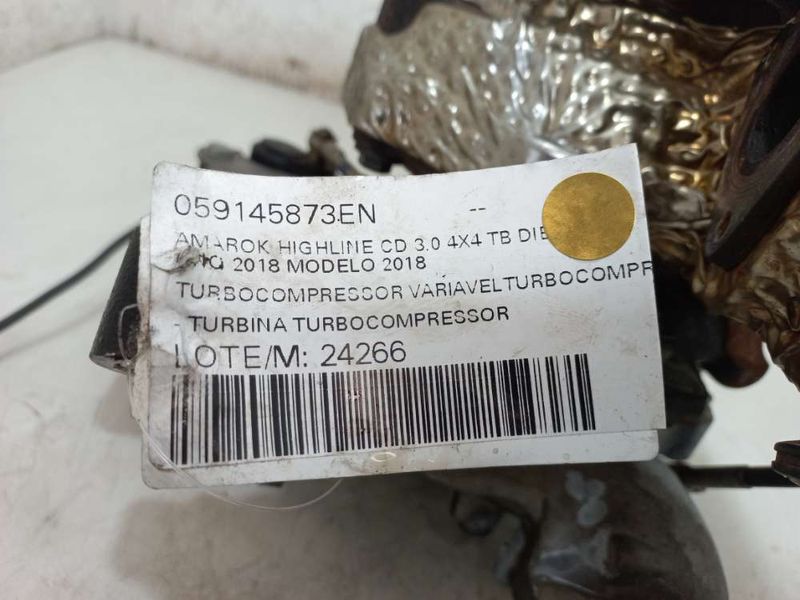 059145873EN --
AMAROK HIGHLINE CD 3.0 4X4 TB DIE
2018 MODELO 2018
TURBOCOMPRESSOR VARIAVELTURBOCOMPR
- TURBINA TURBOCOMPRESSOR
LOTE/M: 24266